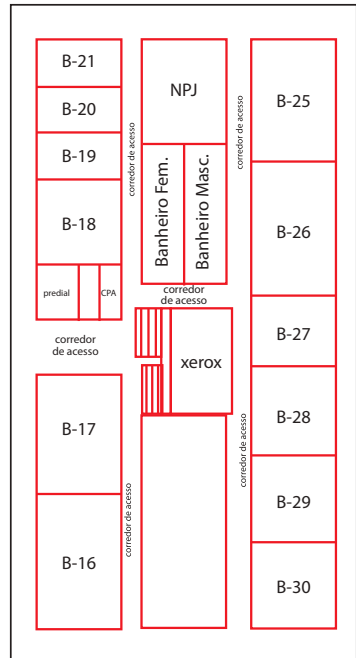 B-21
B-20
B-19
B-18
predial
CPA
corredor
de acesso
B-17
B-16
corredor de acesso
corredor de acesso
NPJ
Banheiro Fem.
Banheiro Masc.
corredor
de acesso
xerox
corredor de acesso
corredor de acesso
B-25
B-26
B-27
B-28
B-29
B-30